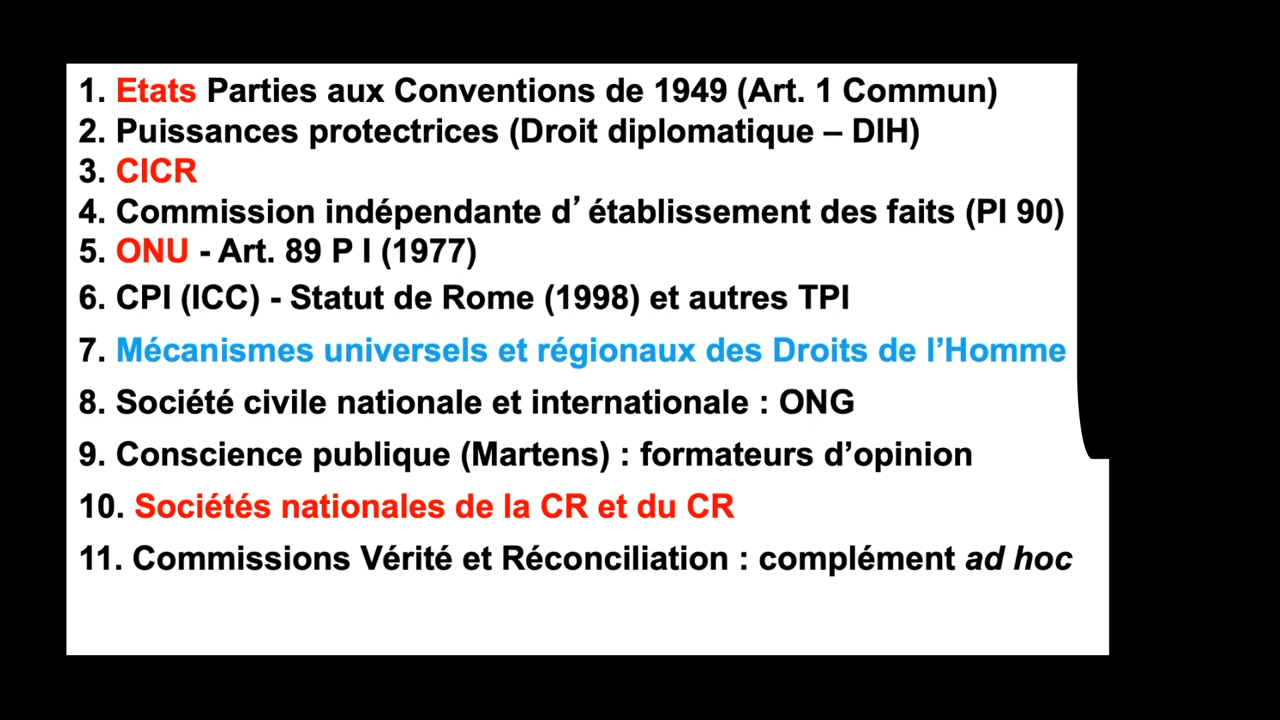 1. Etats Parties aux Conventions de 1949 (Art. 1 Commun)
2. Puissances protectrices (Droit diplomatique – DIH)
3. CICR
4. Commission indépendante d’ établissement des faits (PI 90)
5. ONU - Art. 89 P I (1977)
6. CPI (ICC) - Statut de Rome (1998) et autres TPI
7. Mécanismes universels et régionaux des Droits de l’Homme
8. Société civile nationale et internationale : ONG
9. Conscience publique (Martens) : formateurs d’opinion
10. Sociétés nationales de la CR et du CR
11. Commissions Vérité et Réconciliation : complément ad hoc